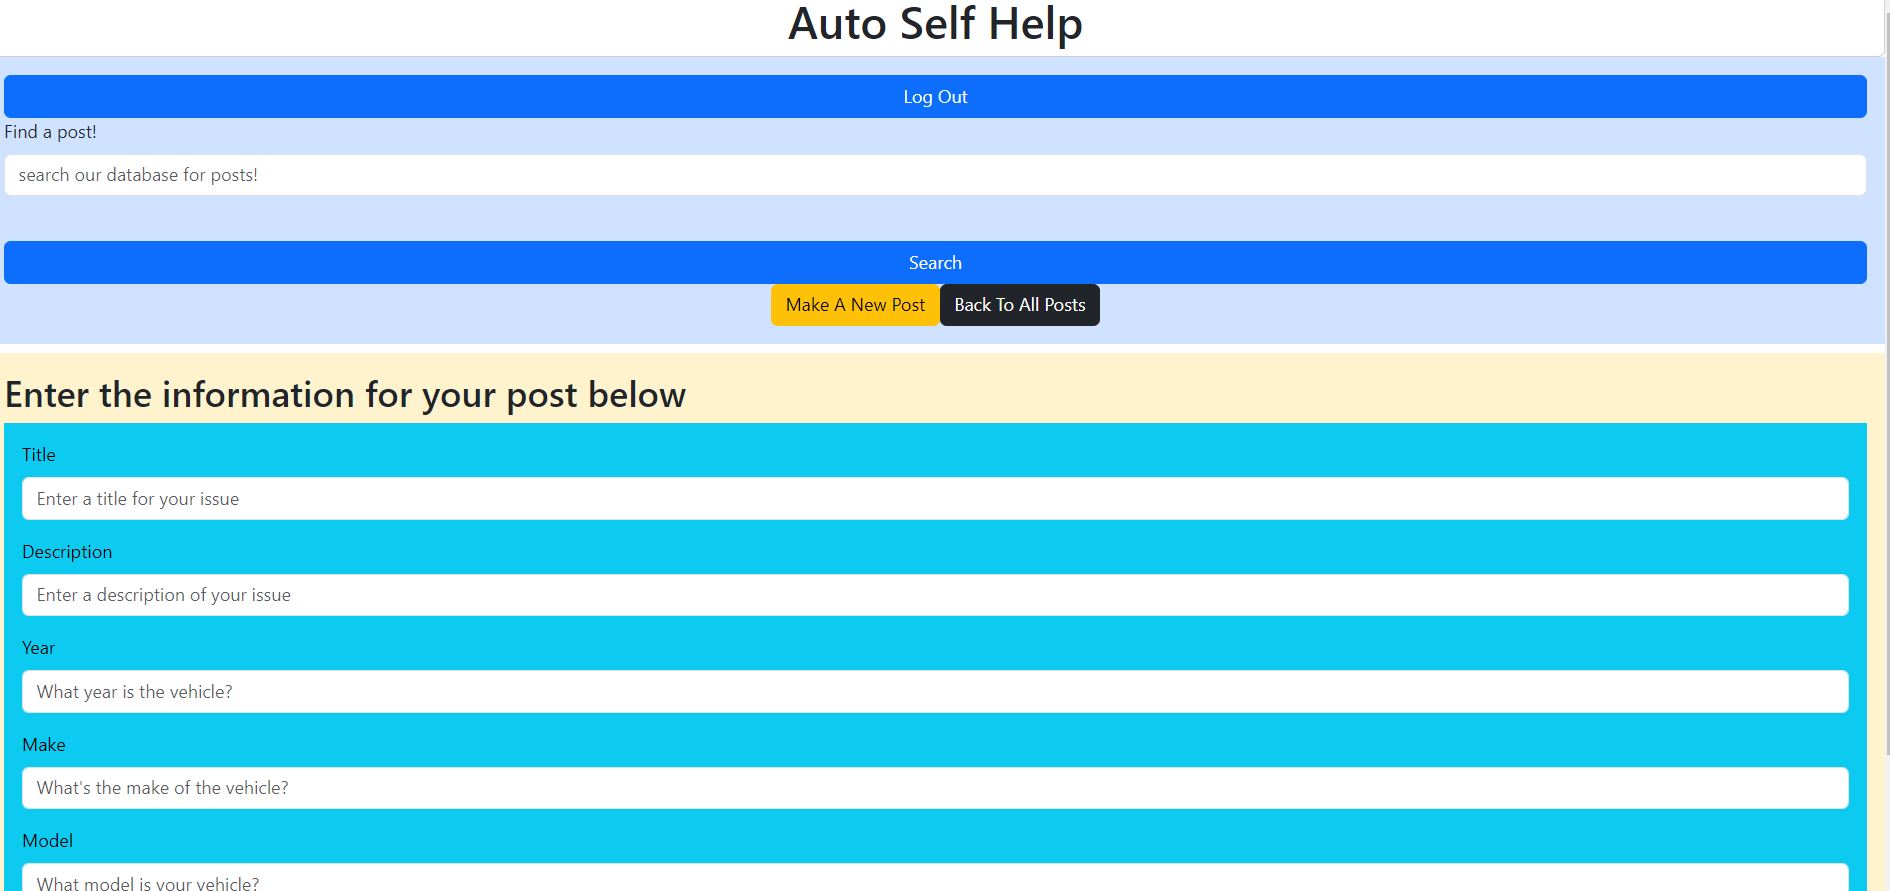 Auto Self Help
Log Out
Find a post!
search our database for posts!
Search
Make A New Post Back To All Posts
Enter the information for your post below
Title
Enter a title for your issue
Description
Enter a description of your issue
Year
What year is the vehicle?
Make
What's the make of the vehicle?
Model
What model is your vehicle?